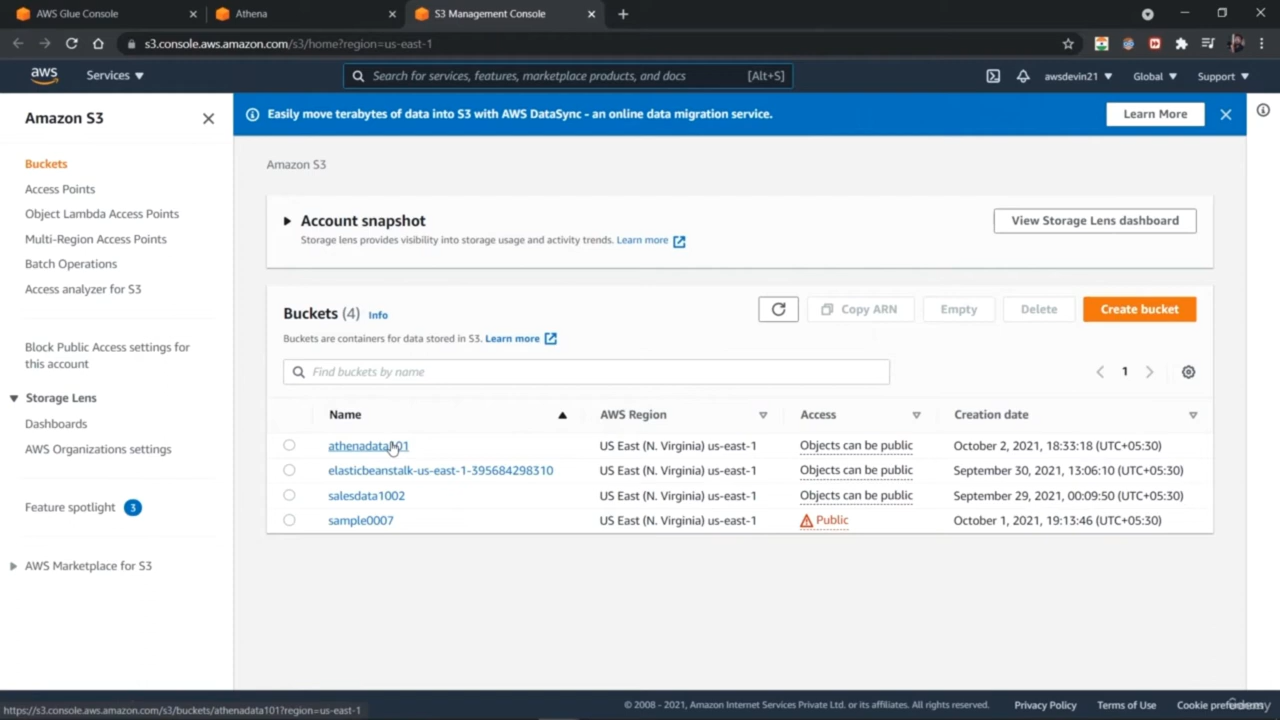 AWS Glue Console
Athena
S3 Management Console
s3.console.aws.amazon.com/s3/home?region=us-east-1
aws
Services
Search for services, features, marketplace products, and docs
[Alt+S]
awsdevin21
Global
Support
Amazon S3
Buckets
Access Points
Object Lambda Access Points
Multi-Region Access Points
Batch Operations
Access analyzer for S3
Block Public Access settings for
this account
Storage Lens
Dashboards
AWS Organizations settings
Feature spotlight 3
AWS Marketplace for S3
Easily move terabytes of data into S3 with AWS DataSync - an online data migration service.
Learn More
Amazon S3
Account snapshot
Storage lens provides visibility into storage usage and activity trends. Learn more
View Storage Lens dashboard
Buckets (4) Info
Buckets are containers for data stored in S3. Learn more
Copy ARN
Empty
Delete
Create bucket
Find buckets by name
1
Name AWS Region Access Creation date
athenadata101 US East (N. Virginia) us-east-1 Objects can be public October 2, 2021, 18:33:18 (UTC+05:30)
elasticbeanstalk-us-east-1-395684298310 US East (N. Virginia) us-east-1 Objects can be public September 30, 2021, 13:06:10 (UTC+05:30)
salesdata1002 US East (N. Virginia) us-east-1 Objects can be public September 29, 2021, 00:09:50 (UTC+05:30)
sample0007 US East (N. Virginia) us-east-1 Public October 1, 2021, 19:13:46 (UTC+05:30)
https://s3.console.aws.amazon.com/s3/buckets/athenadata101?region=us-east-1
© 2008 - 2021, Amazon Internet Services Private Ltd. or its affiliates. All rights reserved.
Privacy Policy
Terms of Use
Cookie preferences
Udemy